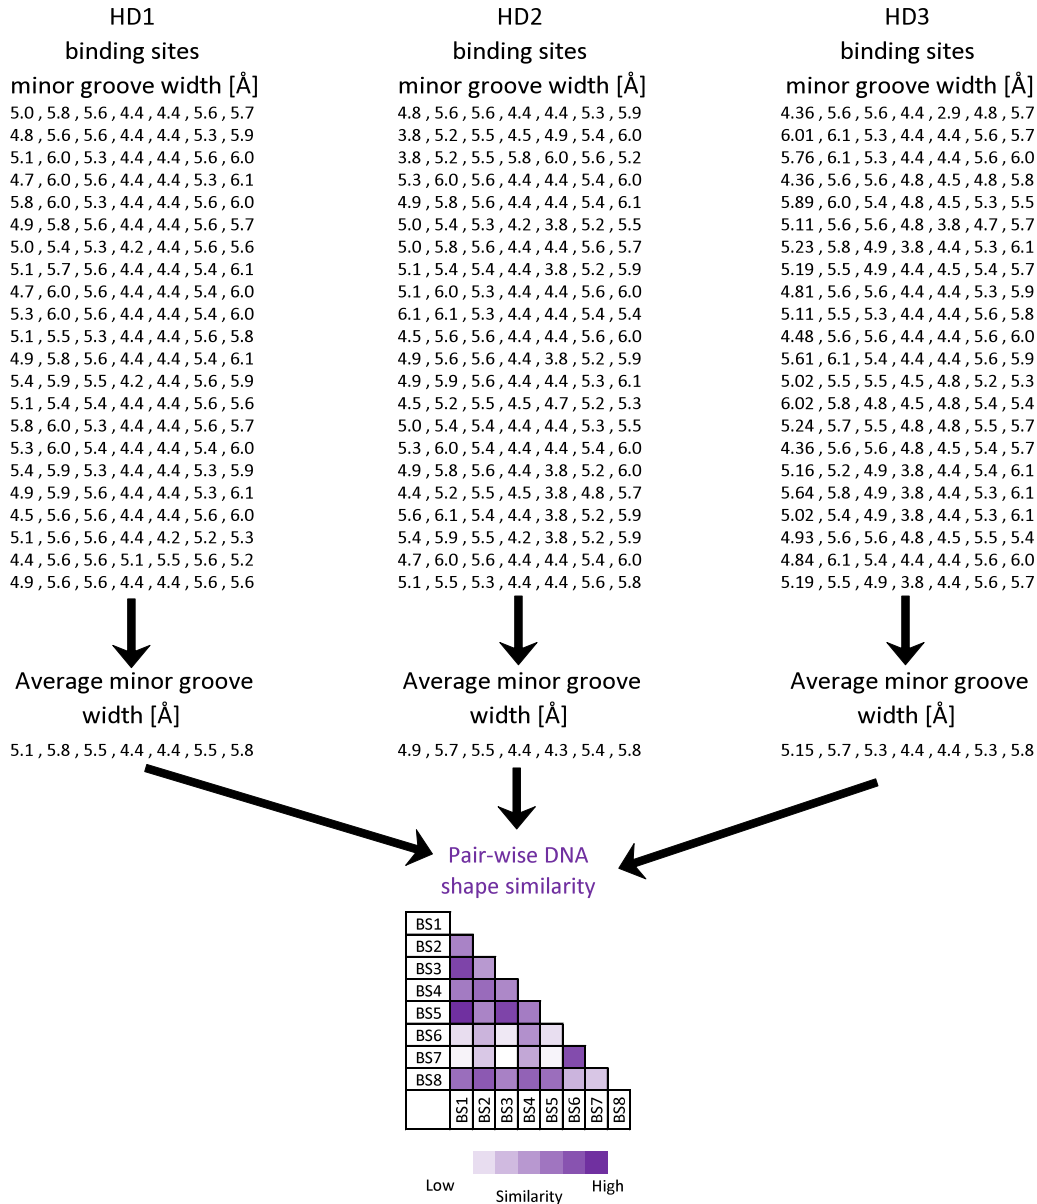 HD1
binding sites
minor groove width [Å]
5.0 , 5.8 , 5.6 , 4.4 , 4.4 , 5.6 , 5.7
4.8 , 5.6 , 5.6 , 4.4 , 4.4 , 5.3 , 5.9
5.1 , 6.0 , 5.3 , 4.4 , 4.4 , 5.6 , 6.0
4.7 , 6.0 , 5.6 , 4.4 , 4.4 , 5.3 , 6.1
5.8 , 6.0 , 5.3 , 4.4 , 4.4 , 5.6 , 6.0
4.9 , 5.8 , 5.6 , 4.4 , 4.4 , 5.6 , 5.7
5.0 , 5.4 , 5.3 , 4.2 , 4.4 , 5.6 , 5.6
5.1 , 5.7 , 5.6 , 4.4 , 4.4 , 5.4 , 6.1
4.7 , 6.0 , 5.6 , 4.4 , 4.4 , 5.4 , 6.0
5.3 , 6.0 , 5.6 , 4.4 , 4.4 , 5.4 , 6.0
5.1 , 5.5 , 5.3 , 4.4 , 4.4 , 5.6 , 5.8
4.9 , 5.8 , 5.6 , 4.4 , 4.4 , 5.4 , 6.1
5.4 , 5.9 , 5.5 , 4.2 , 4.4 , 5.6 , 5.9
5.1 , 5.4 , 5.4 , 4.4 , 4.4 , 5.6 , 5.6
5.8 , 6.0 , 5.3 , 4.4 , 4.4 , 5.6 , 5.7
5.3 , 6.0 , 5.4 , 4.4 , 4.4 , 5.4 , 6.0
5.4 , 5.9 , 5.3 , 4.4 , 4.4 , 5.3 , 5.9
4.9 , 5.9 , 5.6 , 4.4 , 4.4 , 5.3 , 6.1
4.5 , 5.6 , 5.6 , 4.4 , 4.4 , 5.6 , 6.0
5.1 , 5.6 , 5.6 , 4.4 , 4.2 , 5.2 , 5.3
4.4 , 5.6 , 5.6 , 5.1 , 5.5 , 5.6 , 5.2
4.9 , 5.6 , 5.6 , 4.4 , 4.4 , 5.6 , 5.6
Average minor groove
width [Å]
5.1 , 5.8 , 5.5 , 4.4 , 4.4 , 5.5 , 5.8
HD2
binding sites
minor groove width [Å]
4.8 , 5.6 , 5.6 , 4.4 , 4.4 , 5.3 , 5.9
3.8 , 5.2 , 5.5 , 4.5 , 4.9 , 5.4 , 6.0
3.8 , 5.2 , 5.5 , 5.8 , 6.0 , 5.6 , 5.2
5.3 , 6.0 , 5.6 , 4.4 , 4.4 , 5.4 , 6.0
4.9 , 5.8 , 5.6 , 4.4 , 4.4 , 5.4 , 6.1
5.0 , 5.4 , 5.3 , 4.2 , 3.8 , 5.2 , 5.5
5.0 , 5.8 , 5.6 , 4.4 , 4.4 , 5.6 , 5.7
5.1 , 5.4 , 5.4 , 4.4 , 3.8 , 5.2 , 5.9
5.1 , 6.0 , 5.3 , 4.4 , 4.4 , 5.6 , 6.0
6.1 , 6.1 , 5.3 , 4.4 , 4.4 , 5.4 , 5.4
4.5 , 5.6 , 5.6 , 4.4 , 4.4 , 5.6 , 6.0
4.9 , 5.6 , 5.6 , 4.4 , 3.8 , 5.2 , 5.9
4.9 , 5.9 , 5.6 , 4.4 , 4.4 , 5.3 , 6.1
4.5 , 5.2 , 5.5 , 4.5 , 4.7 , 5.2 , 5.3
5.0 , 5.4 , 5.4 , 4.4 , 4.4 , 5.3 , 5.5
5.3 , 6.0 , 5.4 , 4.4 , 4.4 , 5.4 , 6.0
4.9 , 5.8 , 5.6 , 4.4 , 3.8 , 5.2 , 6.0
4.4 , 5.2 , 5.5 , 4.5 , 3.8 , 4.8 , 5.7
5.6 , 6.1 , 5.4 , 4.4 , 3.8 , 5.2 , 5.9
5.4 , 5.9 , 5.5 , 4.2 , 3.8 , 5.2 , 5.9
4.7 , 6.0 , 5.6 , 4.4 , 4.4 , 5.4 , 6.0
5.1 , 5.5 , 5.3 , 4.4 , 4.4 , 5.6 , 5.8
Average minor groove
width [Å]
4.9 , 5.7 , 5.5 , 4.4 , 4.3 , 5.4 , 5.8
HD3
binding sites
minor groove width [Å]
4.36 , 5.6 , 5.6 , 4.4 , 2.9 , 4.8 , 5.7
6.01 , 6.1 , 5.3 , 4.4 , 4.4 , 5.6 , 5.7
5.76 , 6.1 , 5.3 , 4.4 , 4.4 , 5.6 , 6.0
4.36 , 5.6 , 5.6 , 4.8 , 4.5 , 4.8 , 5.8
5.89 , 6.0 , 5.4 , 4.8 , 4.5 , 5.3 , 5.5
5.11 , 5.6 , 5.6 , 4.8 , 3.8 , 4.7 , 5.7
5.23 , 5.8 , 4.9 , 3.8 , 4.4 , 5.3 , 6.1
5.19 , 5.5 , 4.9 , 4.4 , 4.5 , 5.4 , 5.7
4.81 , 5.6 , 5.6 , 4.4 , 4.4 , 5.3 , 5.9
5.11 , 5.5 , 5.3 , 4.4 , 4.4 , 5.6 , 5.8
4.48 , 5.6 , 5.6 , 4.4 , 4.4 , 5.6 , 6.0
5.61 , 6.1 , 5.4 , 4.4 , 4.4 , 5.6 , 5.9
5.02 , 5.5 , 5.5 , 4.5 , 4.8 , 5.2 , 5.3
6.02 , 5.8 , 4.8 , 4.5 , 4.8 , 5.4 , 5.4
5.24 , 5.7 , 5.5 , 4.8 , 4.8 , 5.5 , 5.7
4.36 , 5.6 , 5.6 , 4.8 , 4.5 , 5.4 , 5.7
5.16 , 5.2 , 4.9 , 3.8 , 4.4 , 5.4 , 6.1
5.64 , 5.8 , 4.9 , 3.8 , 4.4 , 5.3 , 6.1
5.02 , 5.4 , 4.9 , 3.8 , 4.4 , 5.3 , 6.1
4.93 , 5.6 , 5.6 , 4.8 , 4.5 , 5.5 , 5.4
4.84 , 6.1 , 5.4 , 4.4 , 4.4 , 5.6 , 6.0
5.19 , 5.5 , 4.9 , 3.8 , 4.4 , 5.6 , 5.7
Average minor groove
width [Å]
5.15 , 5.7 , 5.3 , 4.4 , 4.4 , 5.3 , 5.8
Pair-wise DNA
shape similarity
BS1
BS2
BS3
BS4
BS5
BS6
BS7
BS8
BS1 BS2 BS3 BS4 BS5 BS6 BS7 BS8
Low High
Similarity